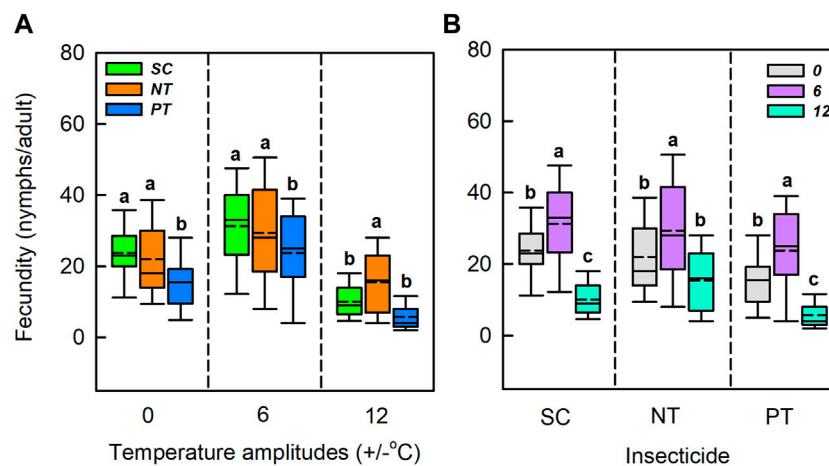 A
Fecundity (nymphs/adult)
80
60
40
20
0
SC
NT
PT
a a b
a a b
b a b
0 6 12
Temperature amplitudes (+/-°C)
B
80
60
40
20
0
0
6
12
b a c
b a b
b a c
SC NT PT
Insecticide